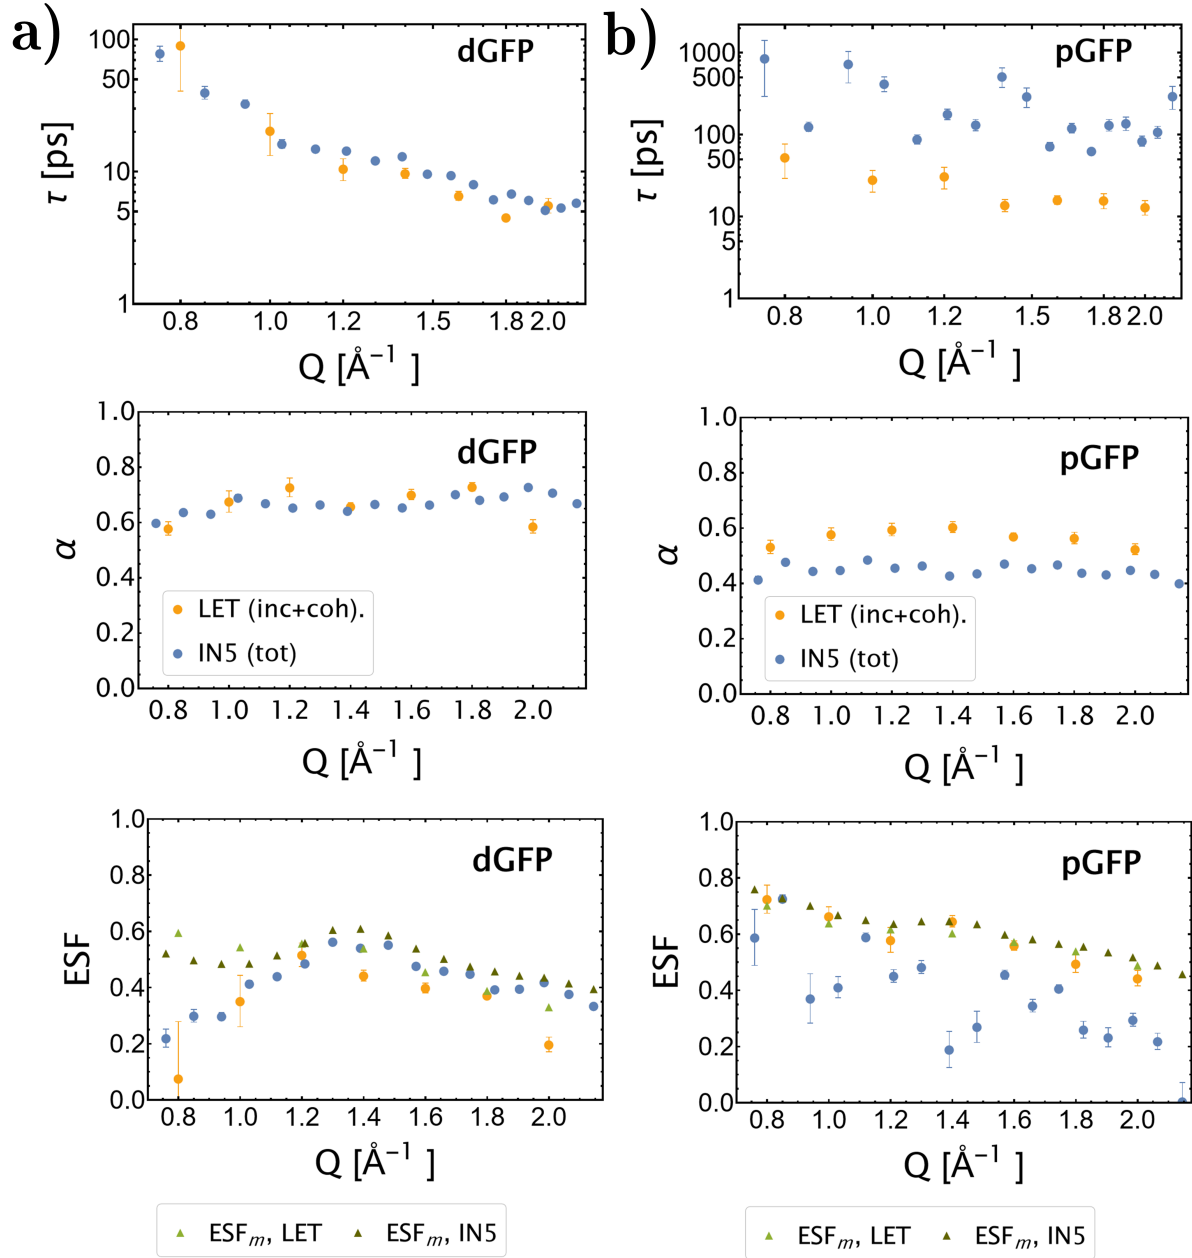 a)
dGFP
100
50
10
5
1
τ [ps]
0.8 1.0 1.2 1.5 1.8 2.0
Q [Å⁻¹ ]
b)
pGFP
1000
500
100
50
10
5
1
τ [ps]
0.8 1.0 1.2 1.5 1.8 2.0
Q [Å⁻¹ ]
dGFP
1.0
0.8
0.6
0.4
0.2
0.0
α
LET (inc+coh).
IN5 (tot)
0.8 1.0 1.2 1.4 1.6 1.8 2.0
Q [Å⁻¹ ]
pGFP
1.0
0.8
0.6
0.4
0.2
0.0
α
LET (inc+coh).
IN5 (tot)
0.8 1.0 1.2 1.4 1.6 1.8 2.0
Q [Å⁻¹ ]
dGFP
1.0
0.8
0.6
0.4
0.2
0.0
ESF
0.8 1.0 1.2 1.4 1.6 1.8 2.0
Q [Å⁻¹ ]
ESFₘ, LET ESFₘ, IN5
pGFP
1.0
0.8
0.6
0.4
0.2
0.0
ESF
0.8 1.0 1.2 1.4 1.6 1.8 2.0
Q [Å⁻¹ ]
ESFₘ, LET ESFₘ, IN5